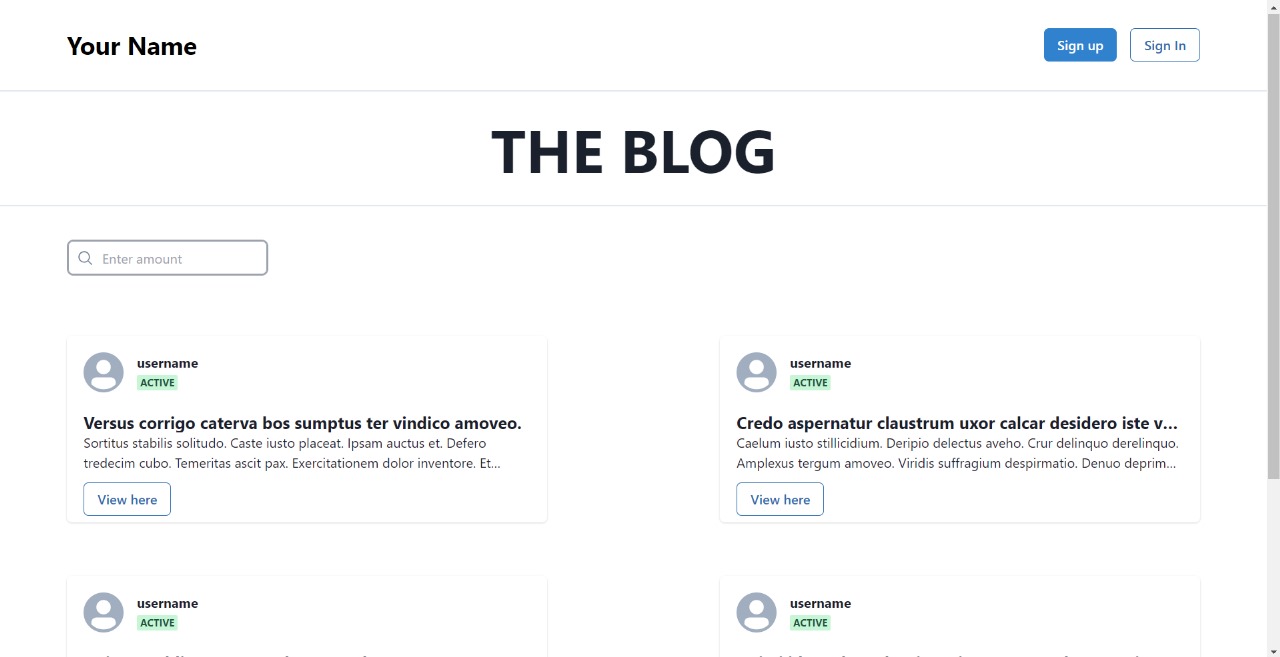 Your Name
Sign up
Sign In
THE BLOG
Enter amount
username
ACTIVE
Versus corrigo caterva bos sumptus ter vindico amoveo.
Sortitus stabilis solitudo. Caste iusto placeat. Ipsam auctus et. Defero
tredecim cubo. Temeritas ascit pax. Exercitationem dolor inventore. Et...
View here
username
ACTIVE
Credo aspernatur claustrum uxor calcar desidero iste v...
Caelum iusto stillicidium. Deripio delectus aveho. Crur delinquo derelinquo.
Amplexus tergum amoveo. Viridis suffragium despirmatio. Denuo deprim...
View here
username
ACTIVE
username
ACTIVE